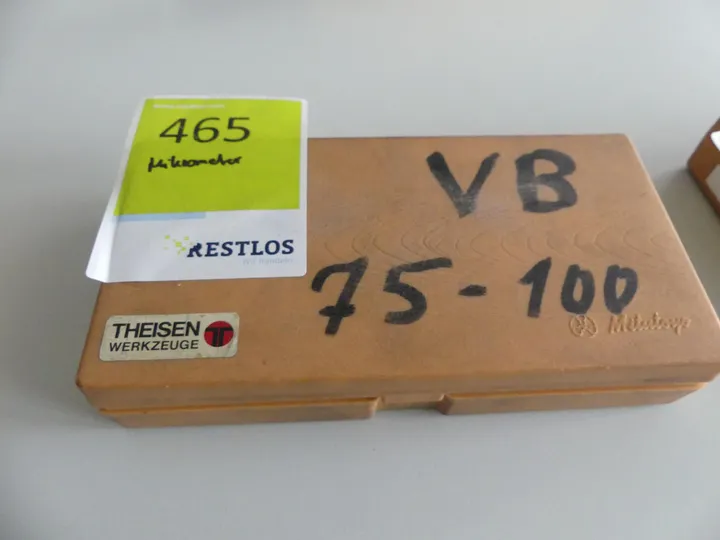 465
Mikrometer
RESTLOS
VB
75-100
THEISEN
WERKZEUGE
Mitutoyo